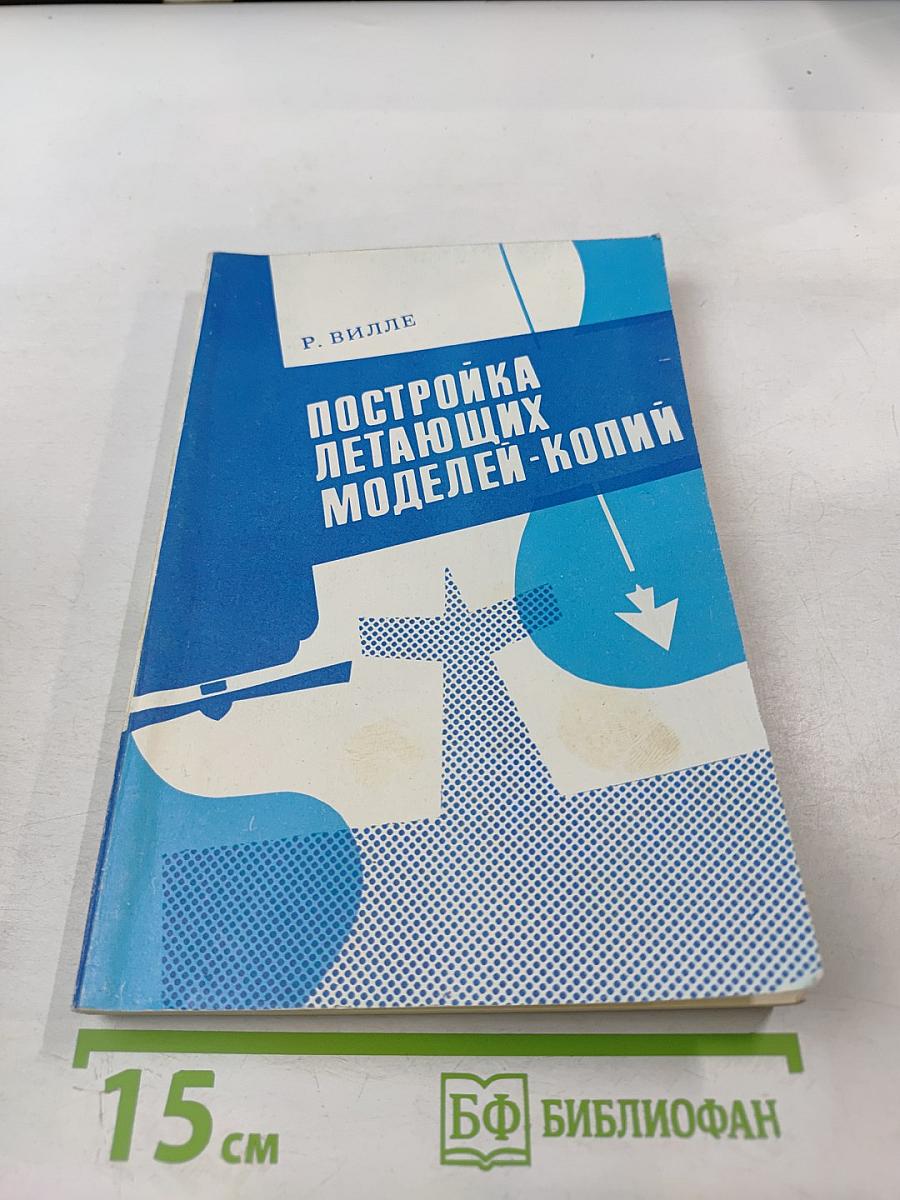 Р. ВИЛЛЕ
ПОСТРОЙКА
ЛЕТАЮЩИХ
МОДЕЛЕЙ-КОПИЙ
15 см
БФ БИБЛИОФАН